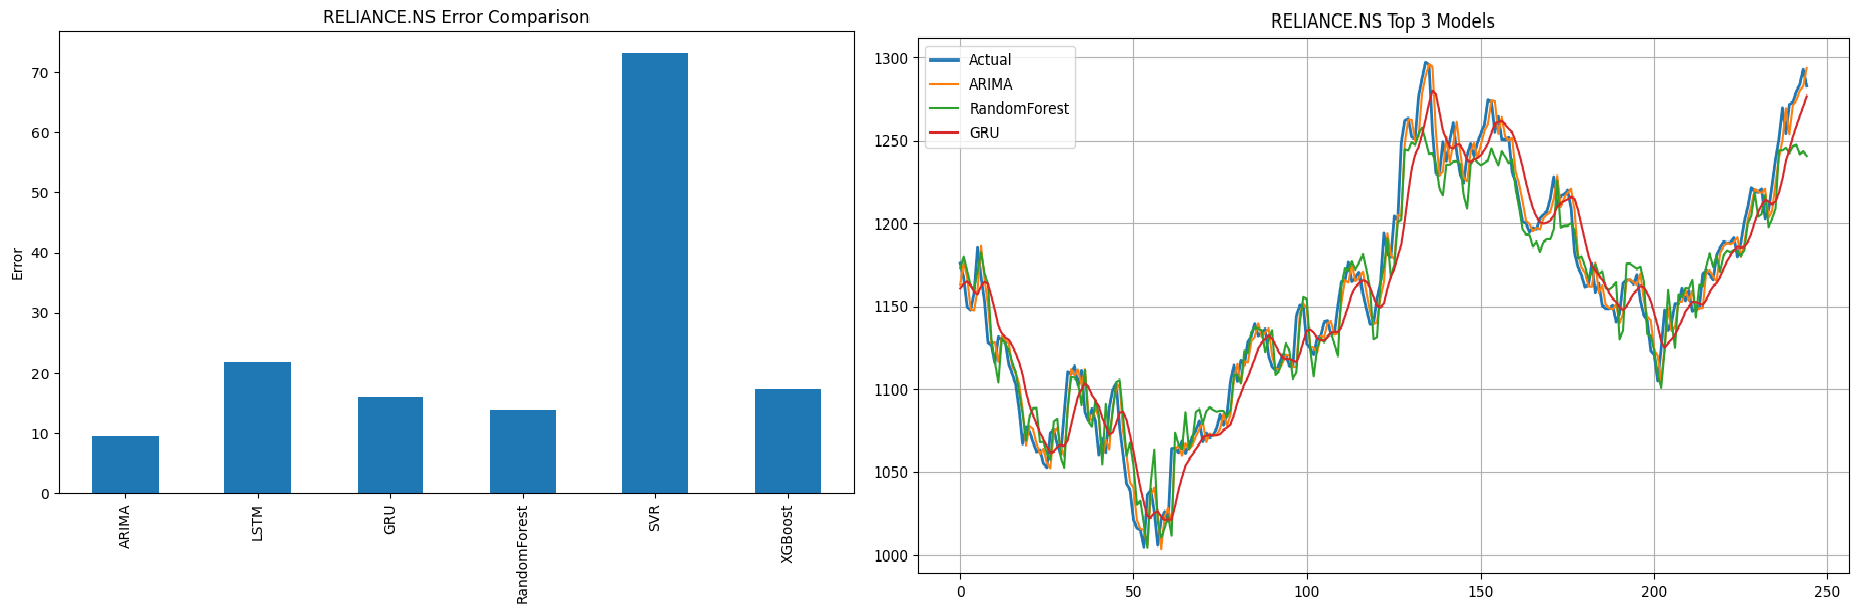 RELIANCE.NS Error Comparison
70
60
50
40
30
20
10
0
Error
ARIMA
LSTM
GRU
RandomForest
SVR
XGBoost
RELIANCE.NS Top 3 Models
Actual
ARIMA
RandomForest
GRU
1300
1250
1200
1150
1100
1050
1000
0 50 100 150 200 250